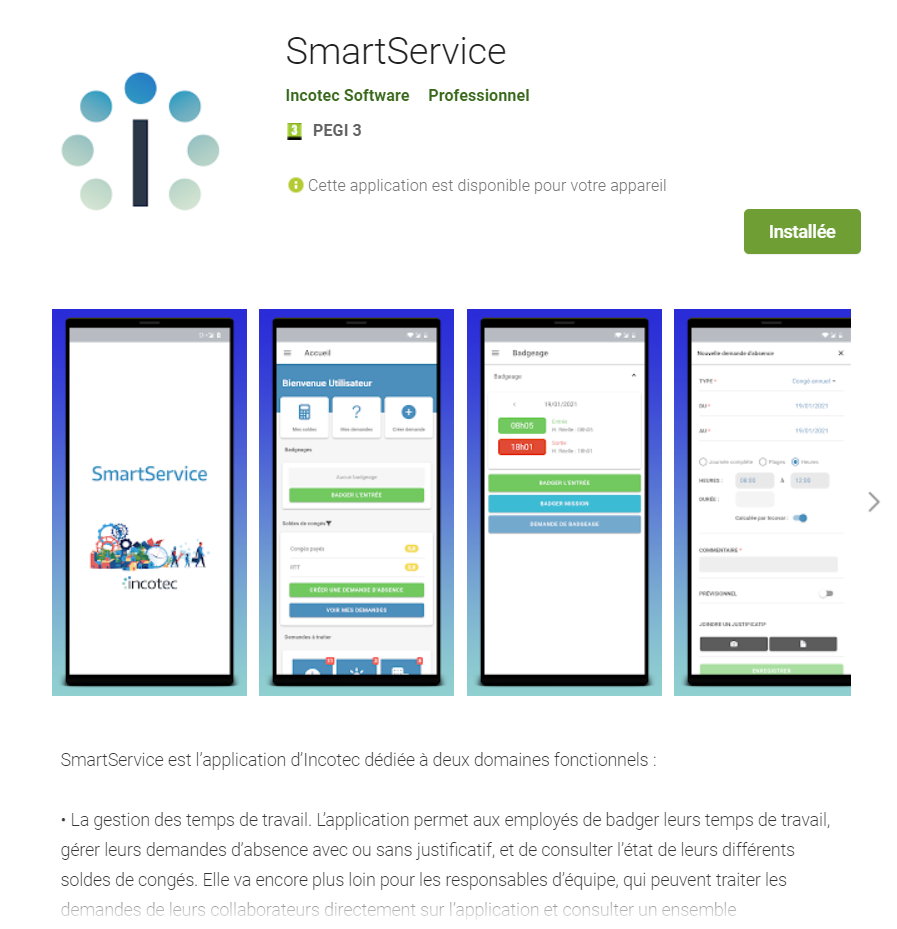 SmartService
Incotec Software Professionnel
3 PEGI 3
Cette application est disponible pour votre appareil
Installée
SmartService
incotec
Accueil
Bienvenue Utilisateur
Mes soldes Mes demandes Créer demande
Badgeages
Aucun badgeage
BADGER L'ENTRÉE
Soldes de congés
Congés payés
RTT
CRÉER UNE DEMANDE D'ABSENCE
VOIR MES DEMANDES
Demandes à traiter
Badgeage
Badgeage
19/01/2021
08h05 Entrée
H. Réelle : 08h05
18h01 Sortie
H. Réelle : 18h01
BADGER L'ENTRÉE
BADGER MISSION
DEMANDE DE BADGEAGE
Nouvelle demande d'absence
TYPE * Congé annuel
DU * 19/01/2021
AU * 19/01/2021
Journée complète Plages Heures
HEURES : 08:00 à 12:00
DURÉE :
Calculée par Incovar :
COMMENTAIRE *
PRÉVISIONNEL
JOINDRE UN JUSTIFICATIF
ENREGISTRER
SmartService est l’application d’Incotec dédiée à deux domaines fonctionnels :
• La gestion des temps de travail. L’application permet aux employés de badger leurs temps de travail,
gérer leurs demandes d’absence avec ou sans justificatif, et de consulter l’état de leurs différents
soldes de congés. Elle va encore plus loin pour les responsables d’équipe, qui peuvent traiter les
demandes de leurs collaborateurs directement sur l’application et consulter un ensemble